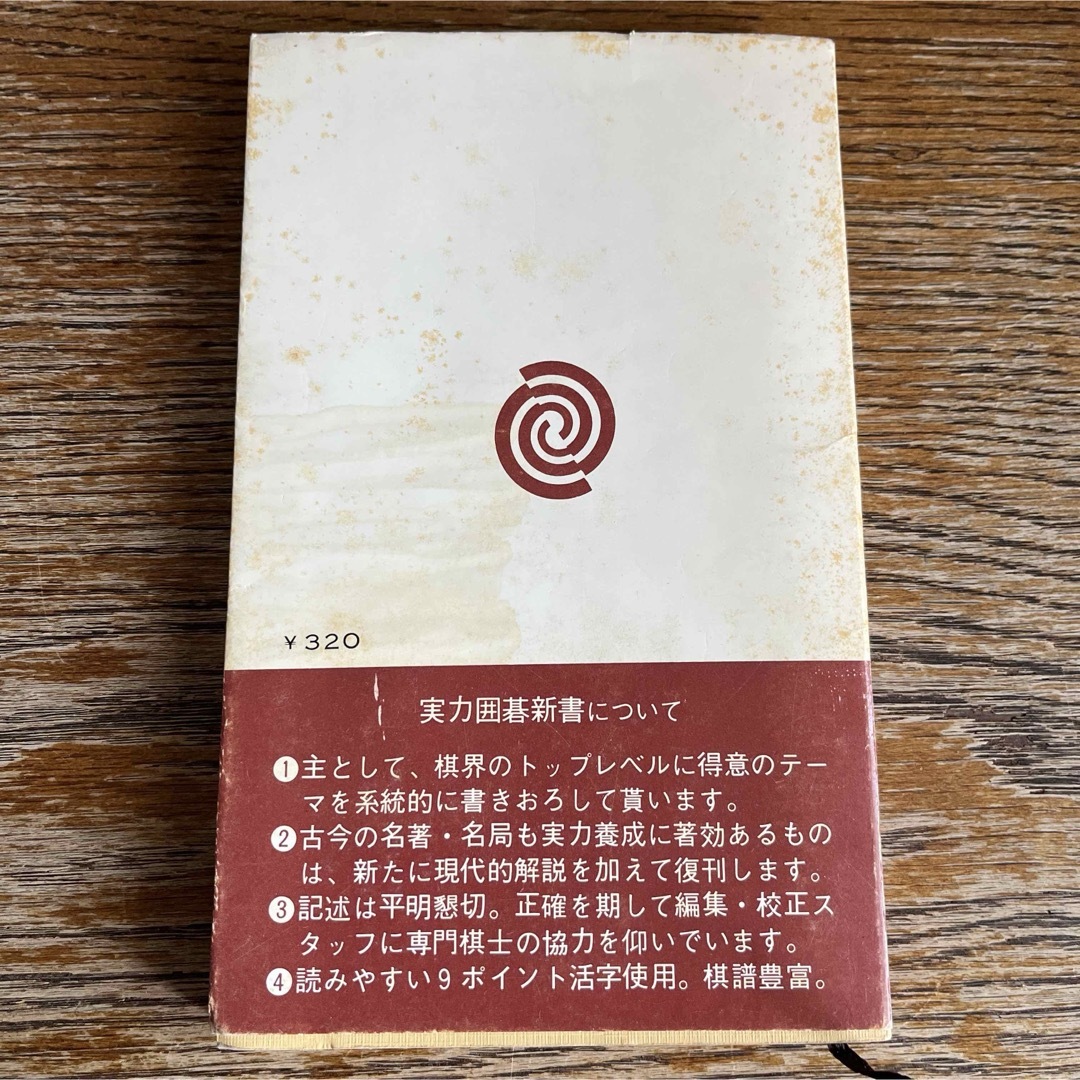 ￥320
実力囲碁新書について
❶主として、棋界のトップレベルに得意のテー
マを系統的に書きおろして貰います。
❷古今の名著・名局も実力養成に著効あるもの
は、新たに現代的解説を加えて復刊します。
❸記述は平明懇切。正確を期して編集・校正ス
タッフに専門棋士の協力を仰いでいます。
❹読みやすい9ポイント活字使用。棋譜豊富。